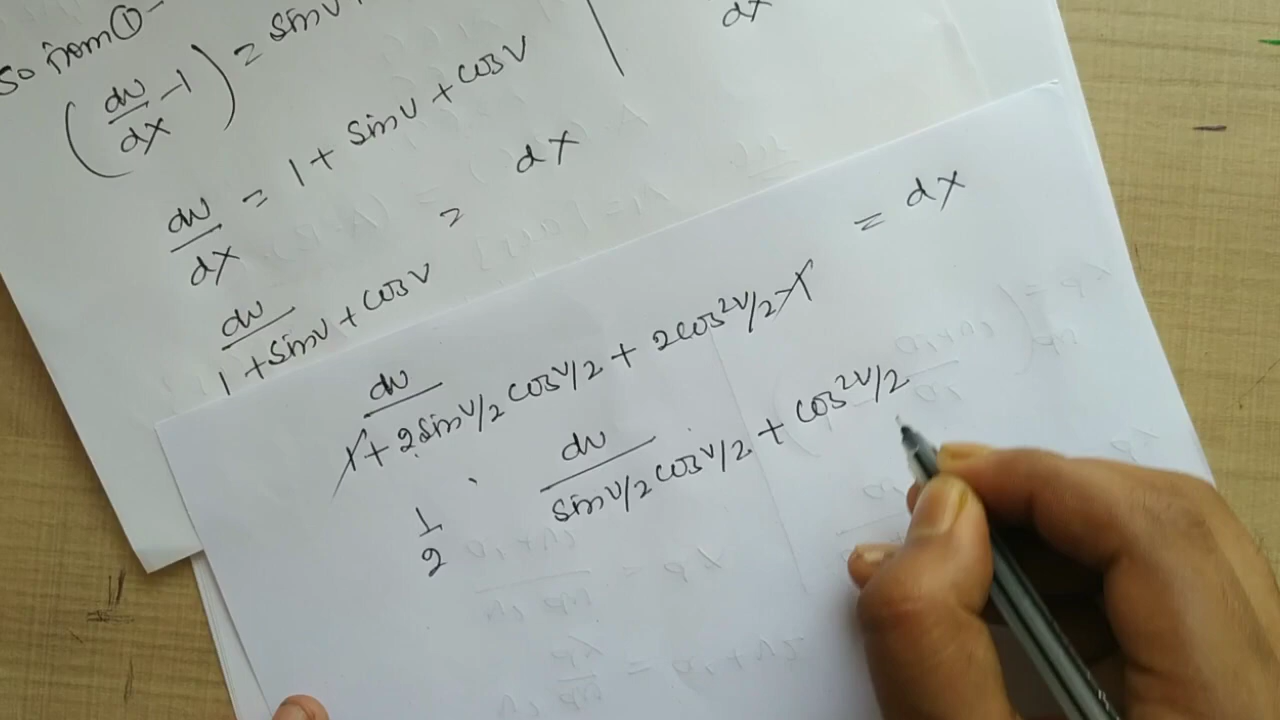 So from ①
(dv/dx - 1) = sinv
dx
dv/dx = 1 + sinv + cosv
dv/1 + sinv + cosv = dx
dv/1 + 2sinv/2 cosv/2 + 2cos²v/2 - 1 = dx
1/2 dv/sinv/2 cosv/2 + cos²v/2